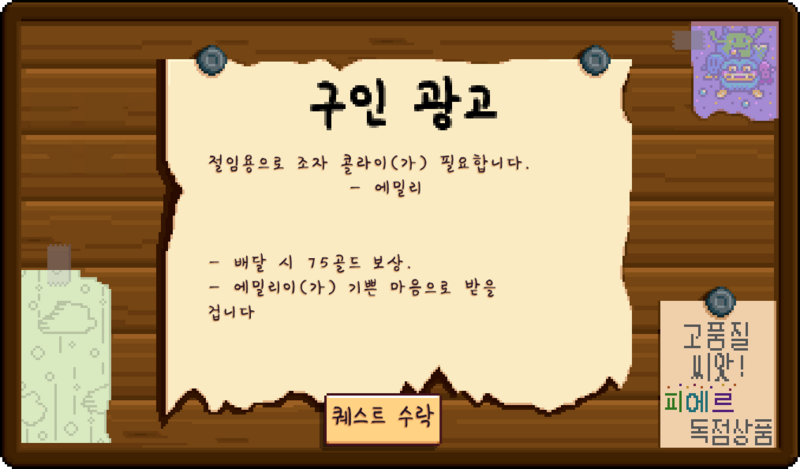 구인 광고
절임용으로 조자 콜라이(가) 필요합니다.
- 에밀리
- 배달 시 75골드 보상.
- 에밀리이(가) 기쁜 마음으로 받을
겁니다
퀘스트 수락
고품질
씨앗!
피에르
독점상품